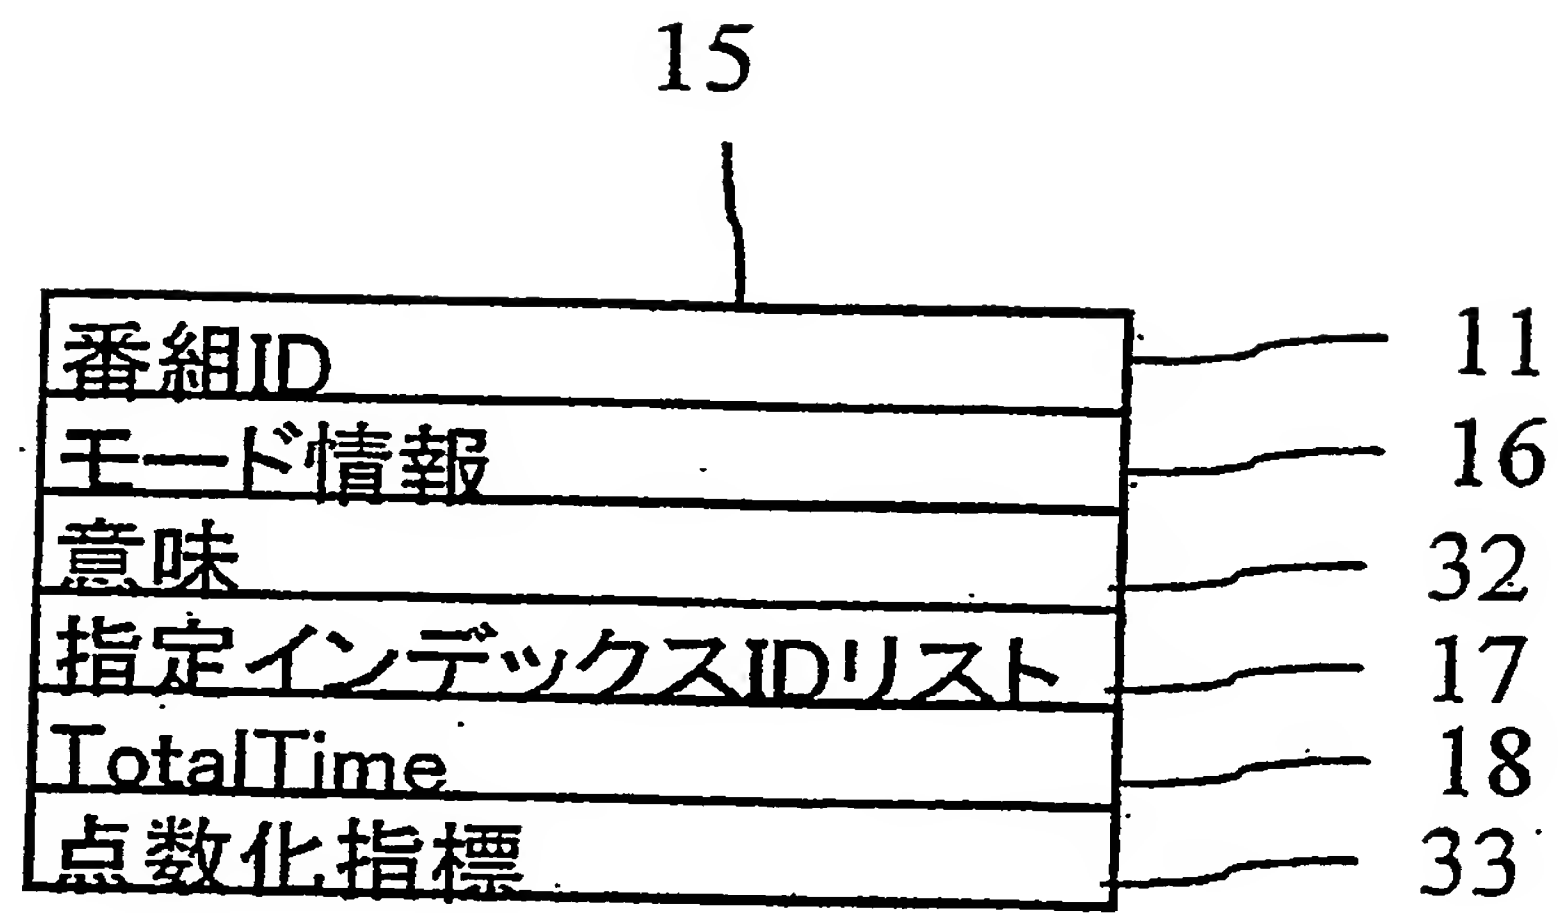 15
番組ID 11
モード情報 16
意味 32
指定インデックスIDリスト 17
TotalTime 18
点数化指標 33